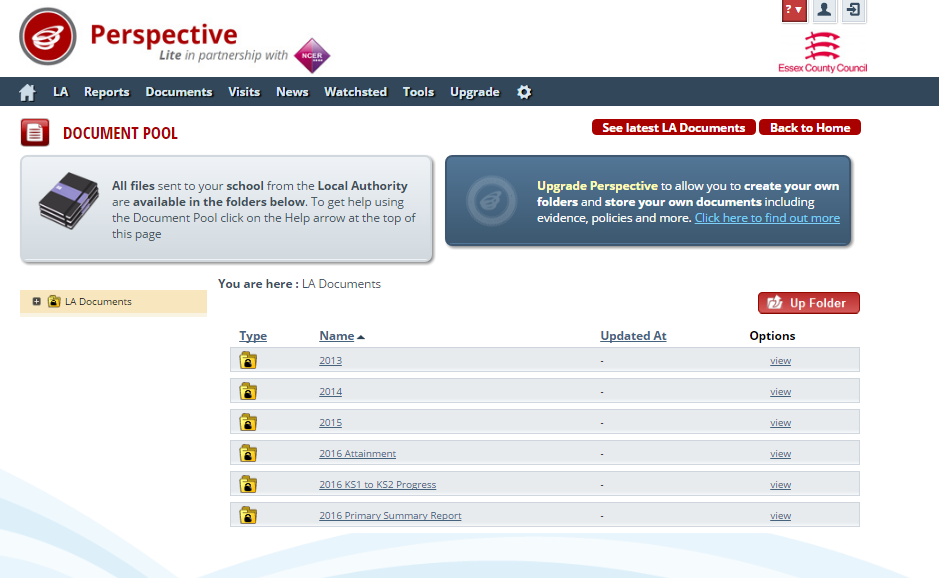 ? ▼
Perspective
Lite in partnership with
NCER
Essex County Council
LA Reports Documents Visits News Watchsted Tools Upgrade
DOCUMENT POOL
See latest LA Documents Back to Home
All files sent to your school from the Local Authority
are available in the folders below. To get help using
the Document Pool click on the Help arrow at the top of
this page
Upgrade Perspective to allow you to create your own
folders and store your own documents including
evidence, policies and more. Click here to find out more
You are here : LA Documents
LA Documents
Up Folder
Type Name Updated At Options
2013 - view
2014 - view
2015 - view
2016 Attainment - view
2016 KS1 to KS2 Progress - view
2016 Primary Summary Report - view